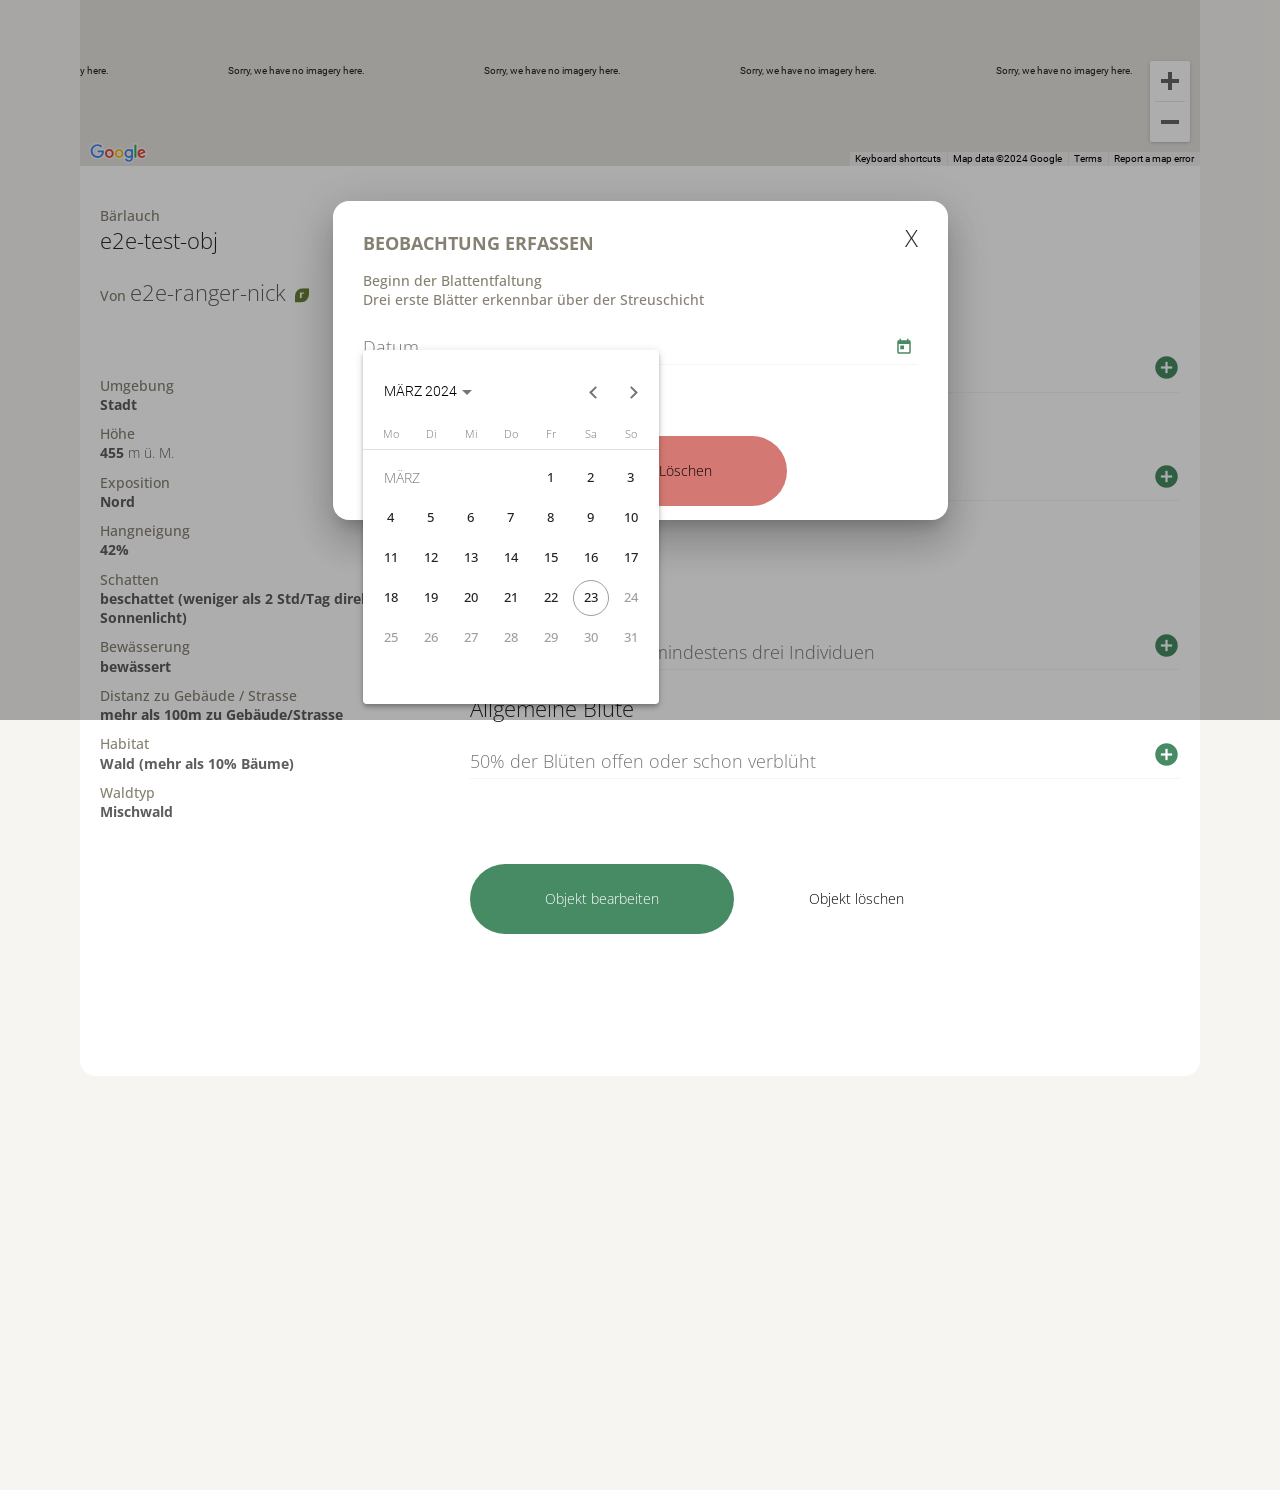 y here.
Sorry, we have no imagery here.
Sorry, we have no imagery here.
Sorry, we have no imagery here.
Sorry, we have no imagery here.
Google
Keyboard shortcuts
Map data ©2024 Google
Terms
Report a map error
Bärlauch
e2e-test-obj
Von e2e-ranger-nick
Umgebung
Stadt
Höhe
455 m ü. M.
Exposition
Nord
Hangneigung
42%
Schatten
beschattet (weniger als 2 Std/Tag direk
Sonnenlicht)
Bewässerung
bewässert
Distanz zu Gebäude / Strasse
mehr als 100m zu Gebäude/Strasse
Habitat
Wald (mehr als 10% Bäume)
Waldtyp
Mischwald
BEOBACHTUNG ERFASSEN
X
Beginn der Blattentfaltung
Drei erste Blätter erkennbar über der Streuschicht
Datum
Löschen
MÄRZ 2024
Mo Di Mi Do Fr Sa So
MÄRZ 1 2 3
4 5 6 7 8 9 10
11 12 13 14 15 16 17
18 19 20 21 22 23 24
25 26 27 28 29 30 31
mindestens drei Individuen
Allgemeine Blüte
50% der Blüten offen oder schon verblüht
Objekt bearbeiten
Objekt löschen